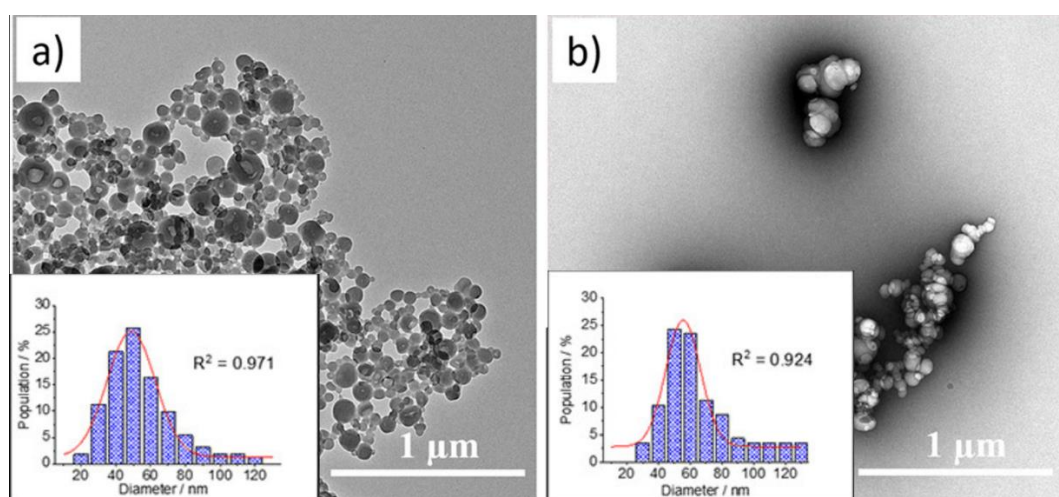 a)
30
25
20
15
10
5
0
Population / %
R² = 0.971
20 40 60 80 100 120
Diameter / nm
1 µm
b)
30
25
20
15
10
5
0
Population / %
R² = 0.924
20 40 60 80 100 120
Diameter / nm
1 µm